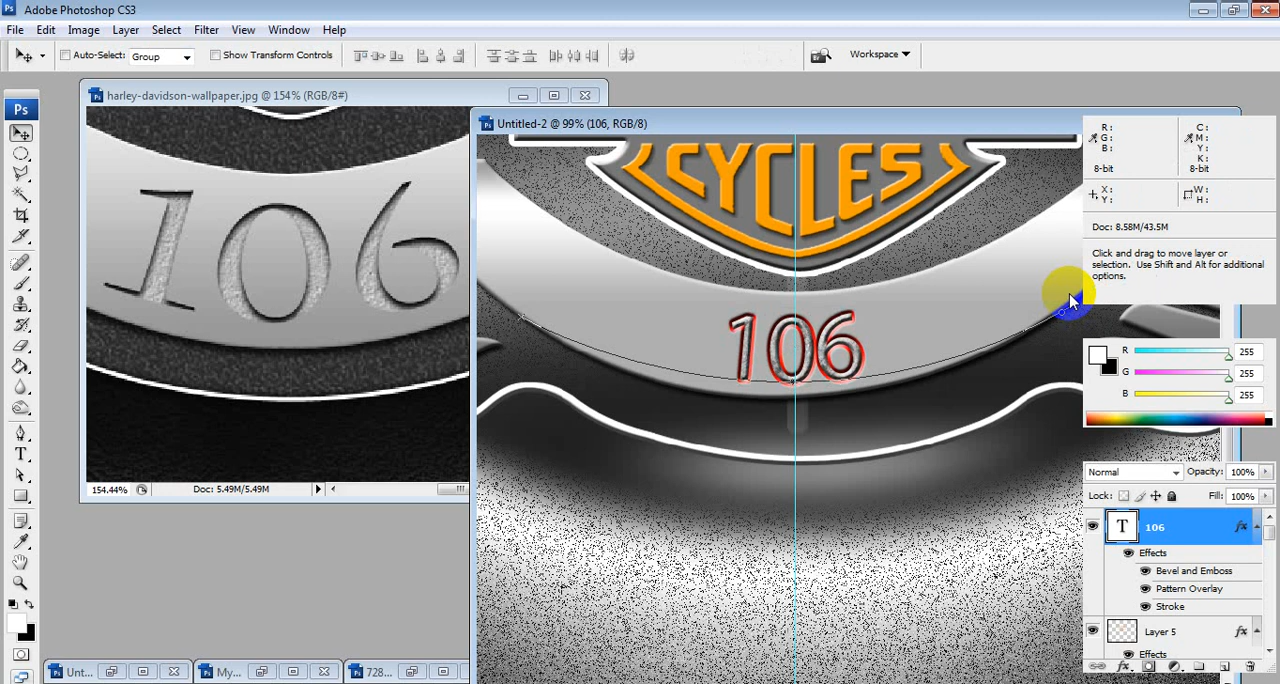 Adobe Photoshop CS3
File Edit Image Layer Select Filter View Window Help
Auto-Select: Group Show Transform Controls Workspace
harley-davidson-wallpaper.jpg @ 154% (RGB/8#)
Untitled-2 @ 99% (106, RGB/8)
Ps
CYCLES
106
106
R: C:
G: M:
B: Y:
K:
8-bit 8-bit
X: W:
Y: H:
Doc: 8.58M/43.5M
Click and drag to move layer or
selection. Use Shift and Alt for additional
options.
R 255
G 255
B 255
Normal Opacity: 100%
Lock: Fill: 100%
T 106 fx
Effects
Bevel and Emboss
Pattern Overlay
Stroke
Layer 5 fx
Effects
154.44% Doc: 5.49M/5.49M
Unt... My... 728...